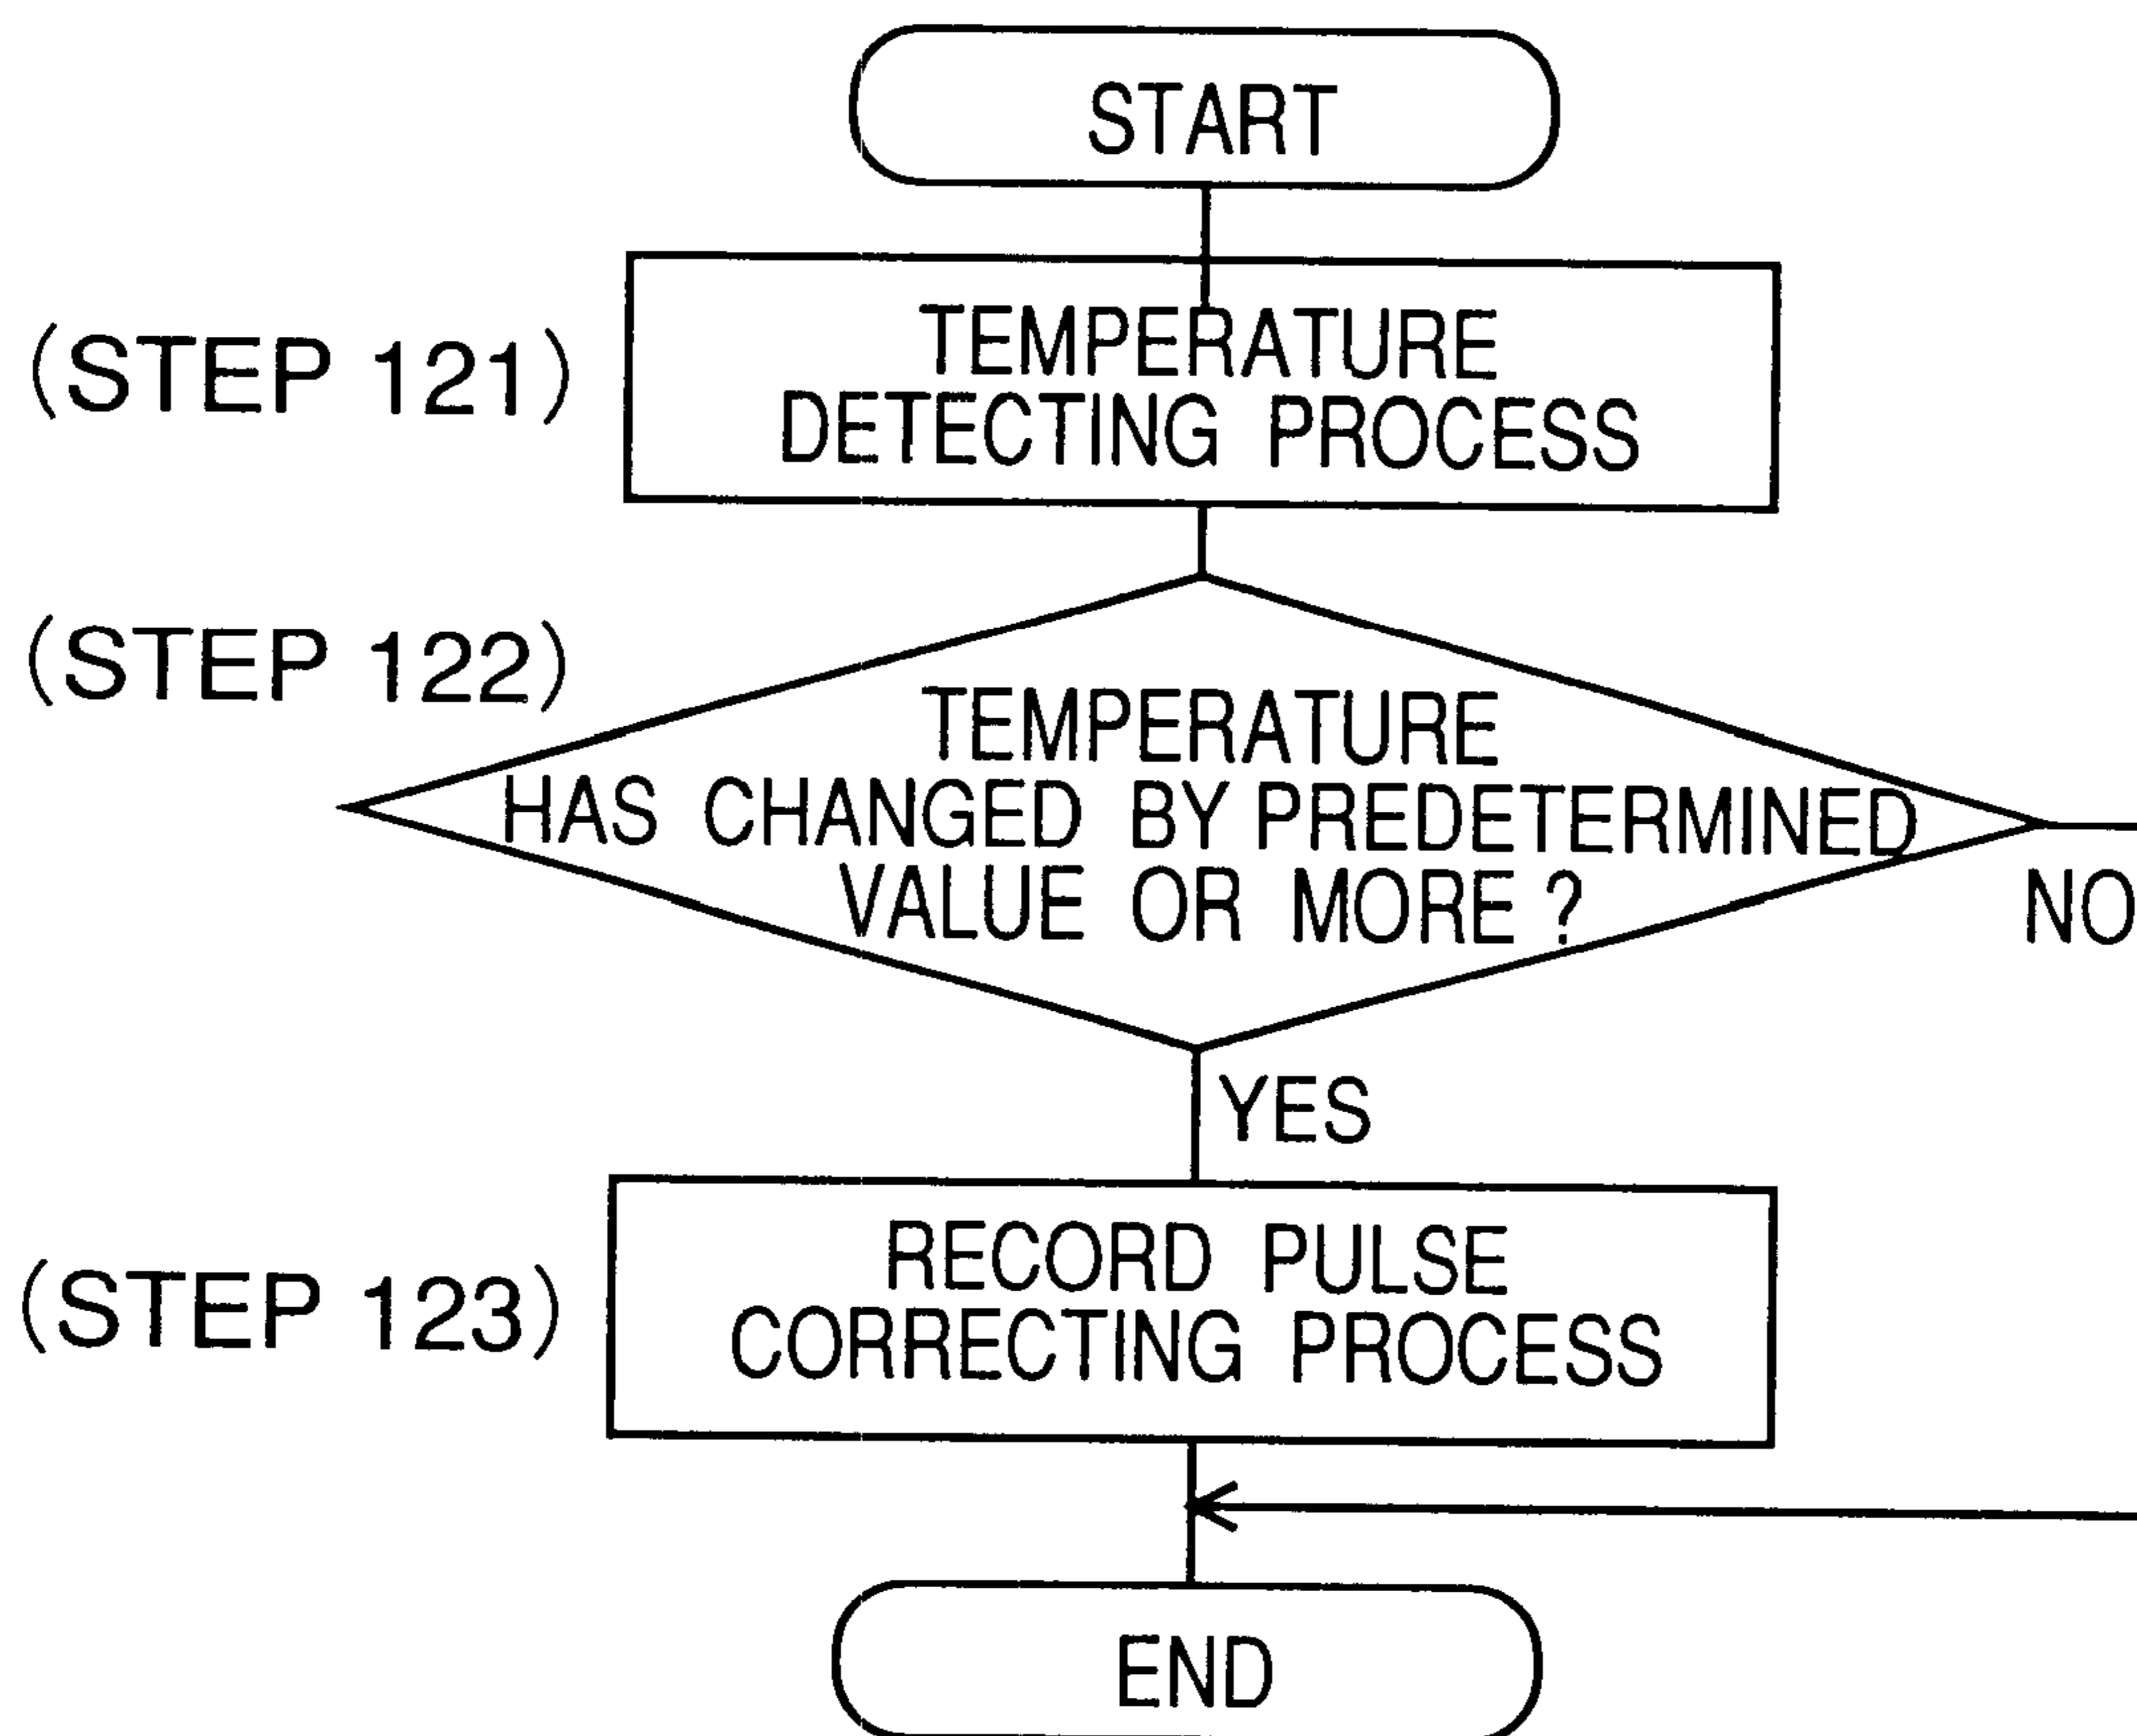 START
(STEP 121)
TEMPERATURE
DETECTING PROCESS
(STEP 122)
TEMPERATURE
HAS CHANGED BY PREDETERMINED
VALUE OR MORE ?
NO
YES
(STEP 123)
RECORD PULSE
CORRECTING PROCESS
END